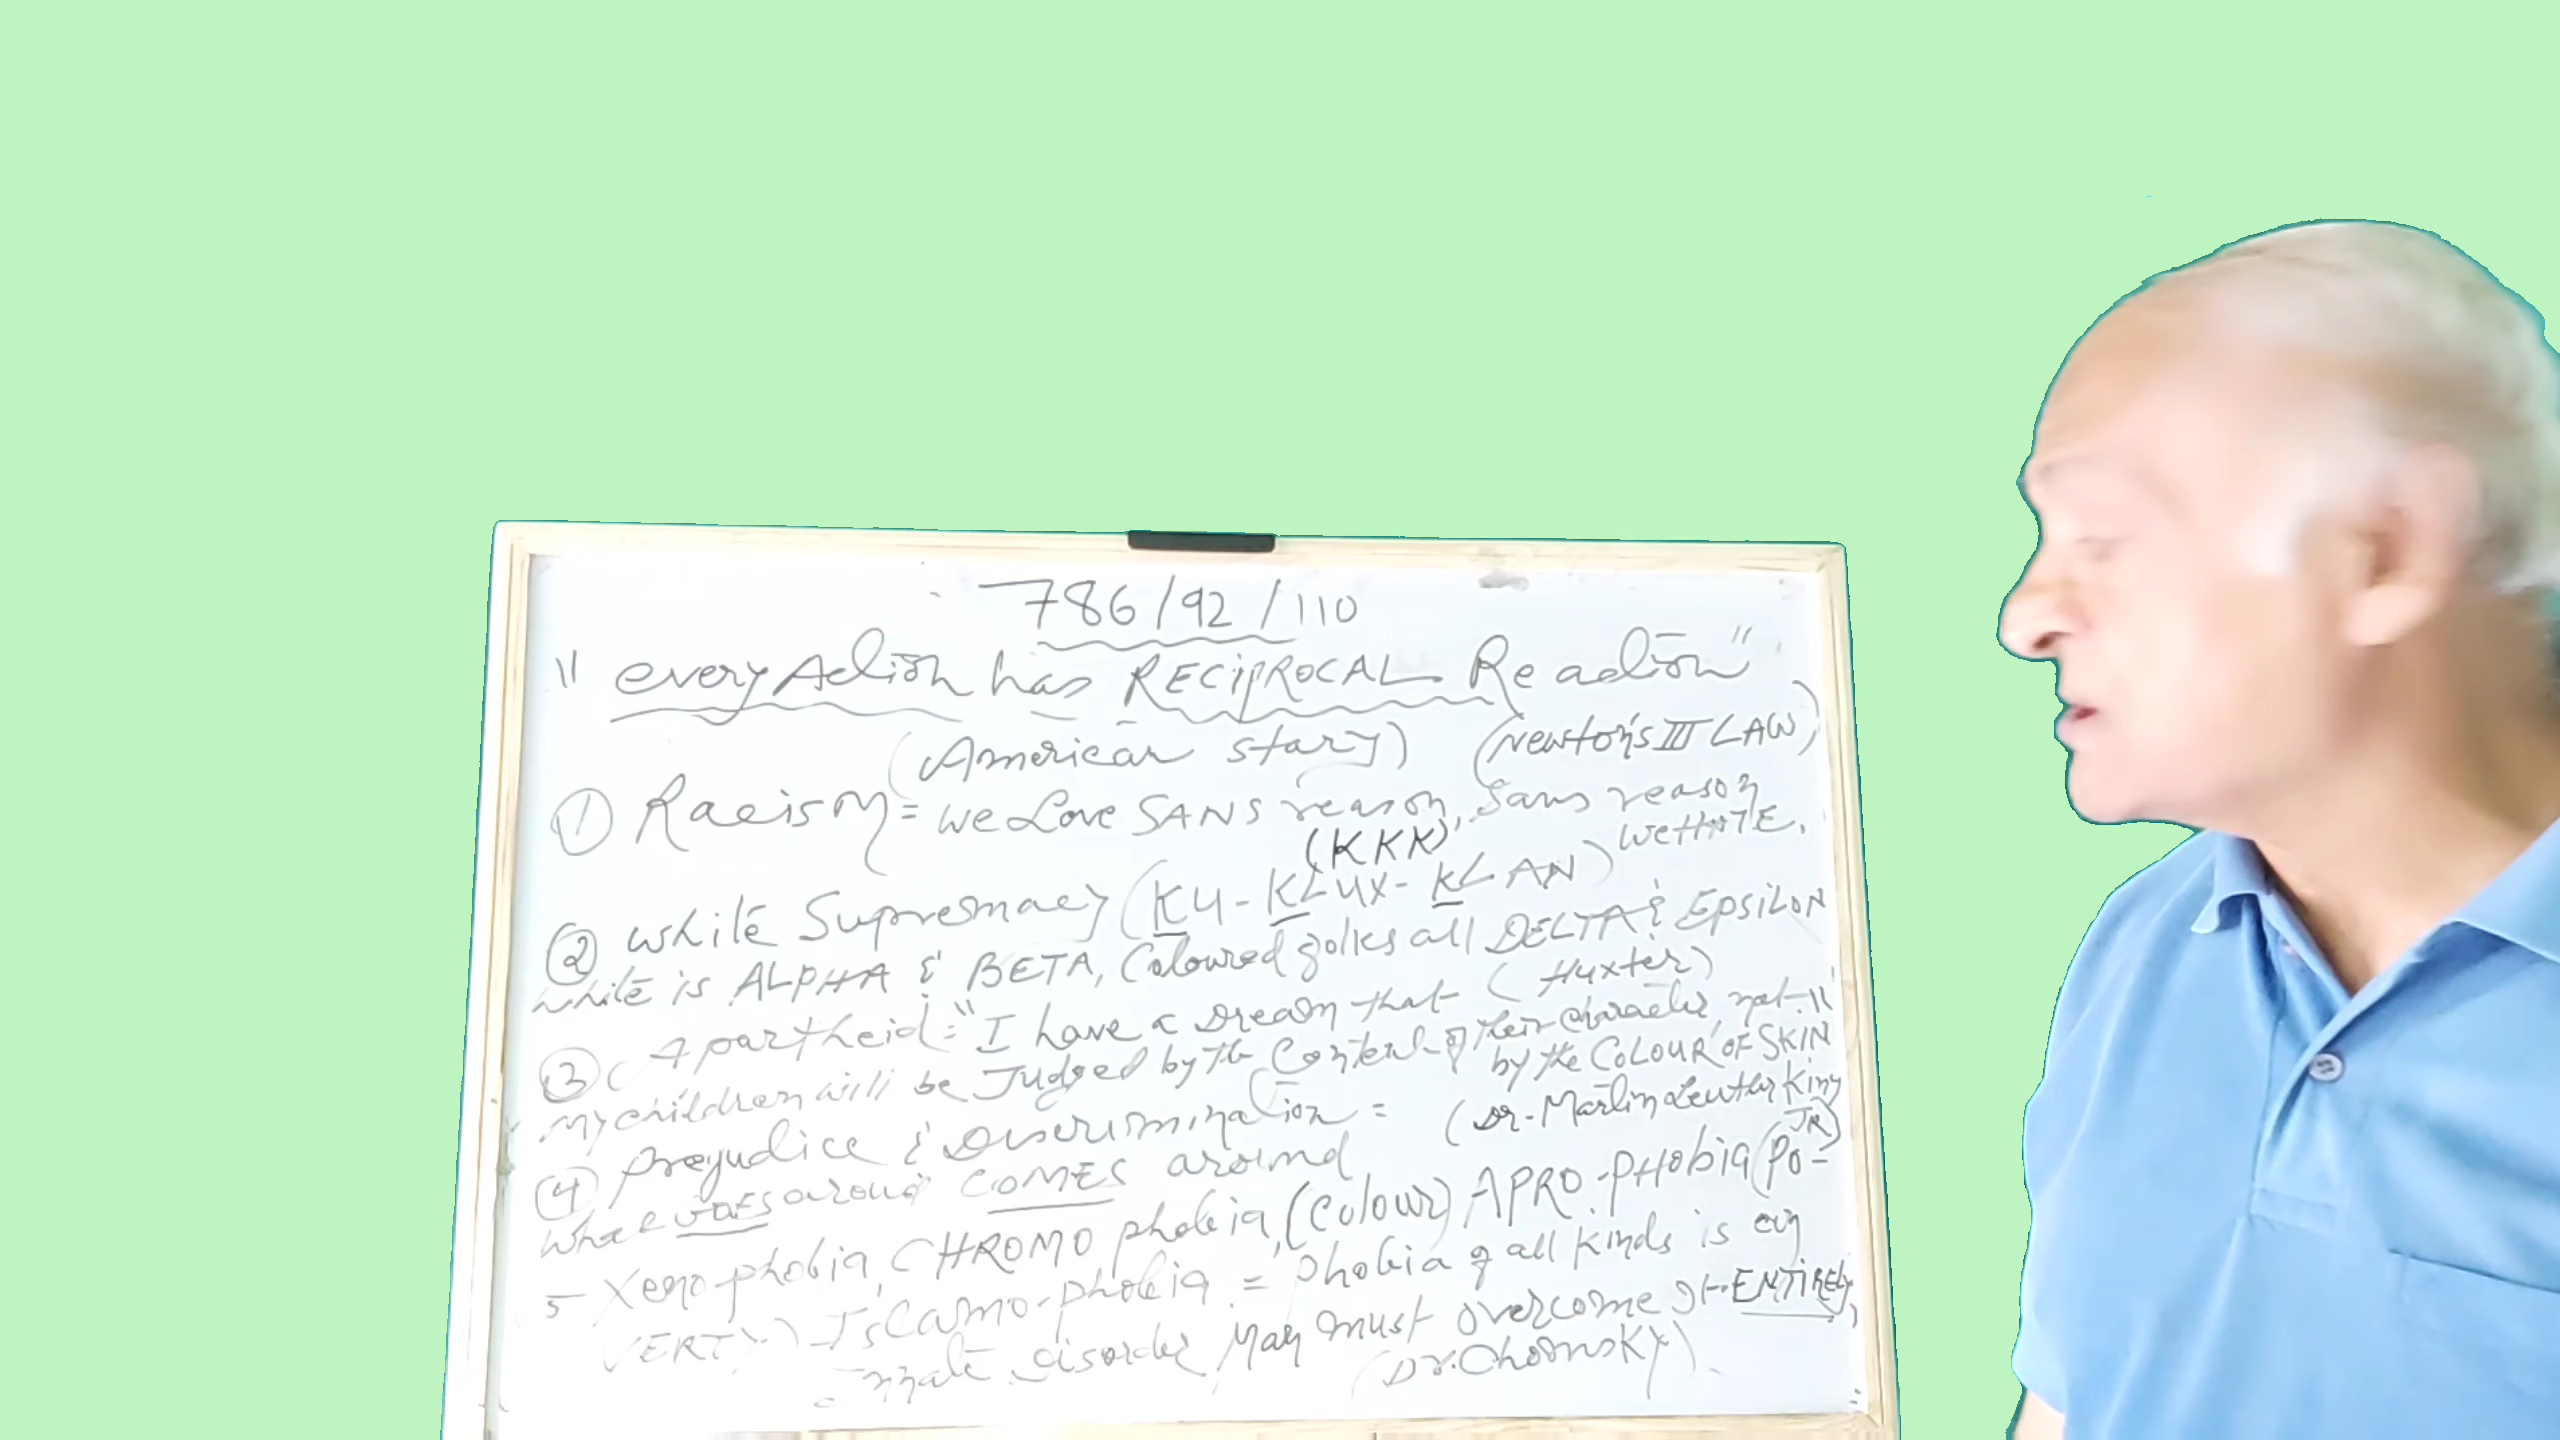 786/92/110
"every Action has RECIPROCAL Reaction"
(American story) (Newton's III LAW)
① Racism = we Love SANS reason, Sans reason
we HATE.
(KKK)
② white Supremacy (KU-KLUX-KLAN)
white is ALPHA & BETA, Coloured folks all DELTA & EPSILON
(Huxter)
③ Apartheid = "I have a Dream that
my children will be Judged by the Content of their character, not
by the COLOUR OF SKIN"
(Dr. Martin Leuther King
JR)
④ prejudice & Discrimination =
what GOES around COMES around
5- Xeno-phobia, CHROMO phobia, (Colour) APRO-PHObia (PO-
VERTY) Islamo-phobia = phobia of all kinds is an
innate disorder Man must overcome it ENTIRELY,
(Dr. Chomsky).